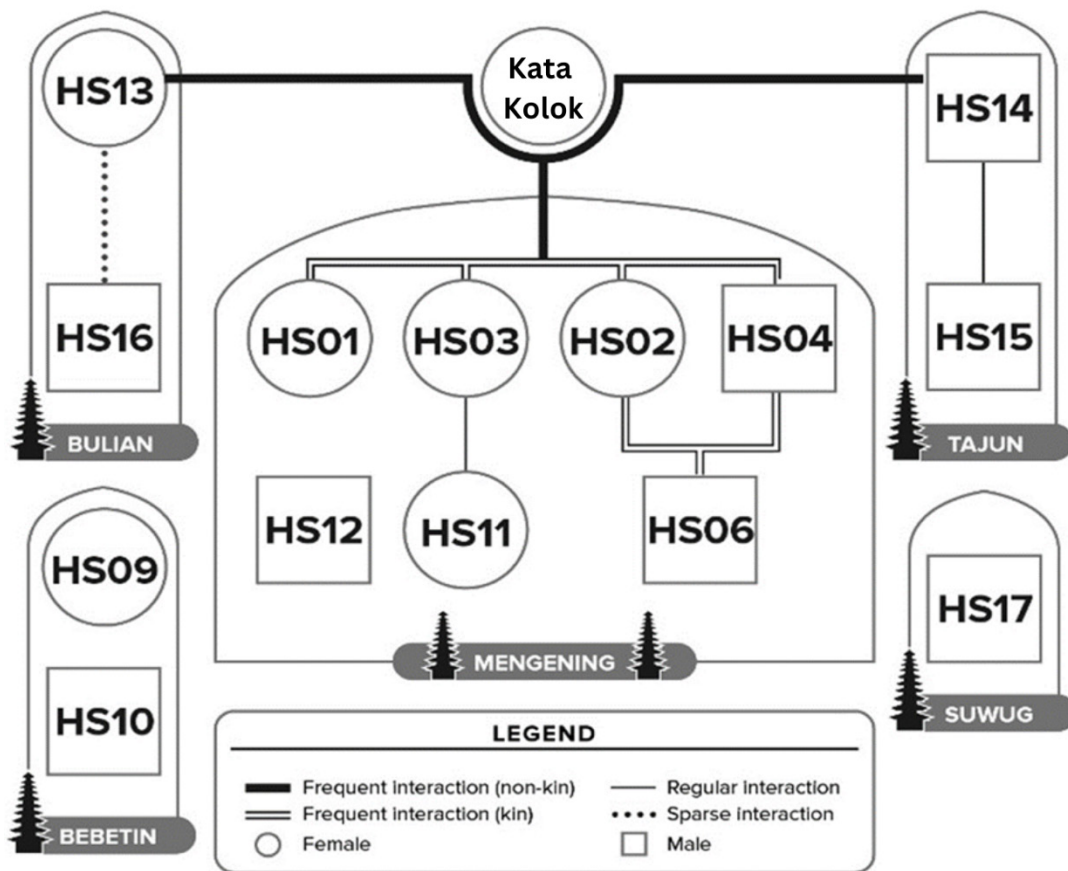 HS13
Kata
Kolok
HS14
HS16
HS01
HS03
HS02
HS04
HS15
BULIAN
TAJUN
HS12
HS11
HS06
HS09
HS17
MENGENING
HS10
SUWUG
BEBETIN
LEGEND
Frequent interaction (non-kin)
Regular interaction
Frequent interaction (kin)
Sparse interaction
Female
Male